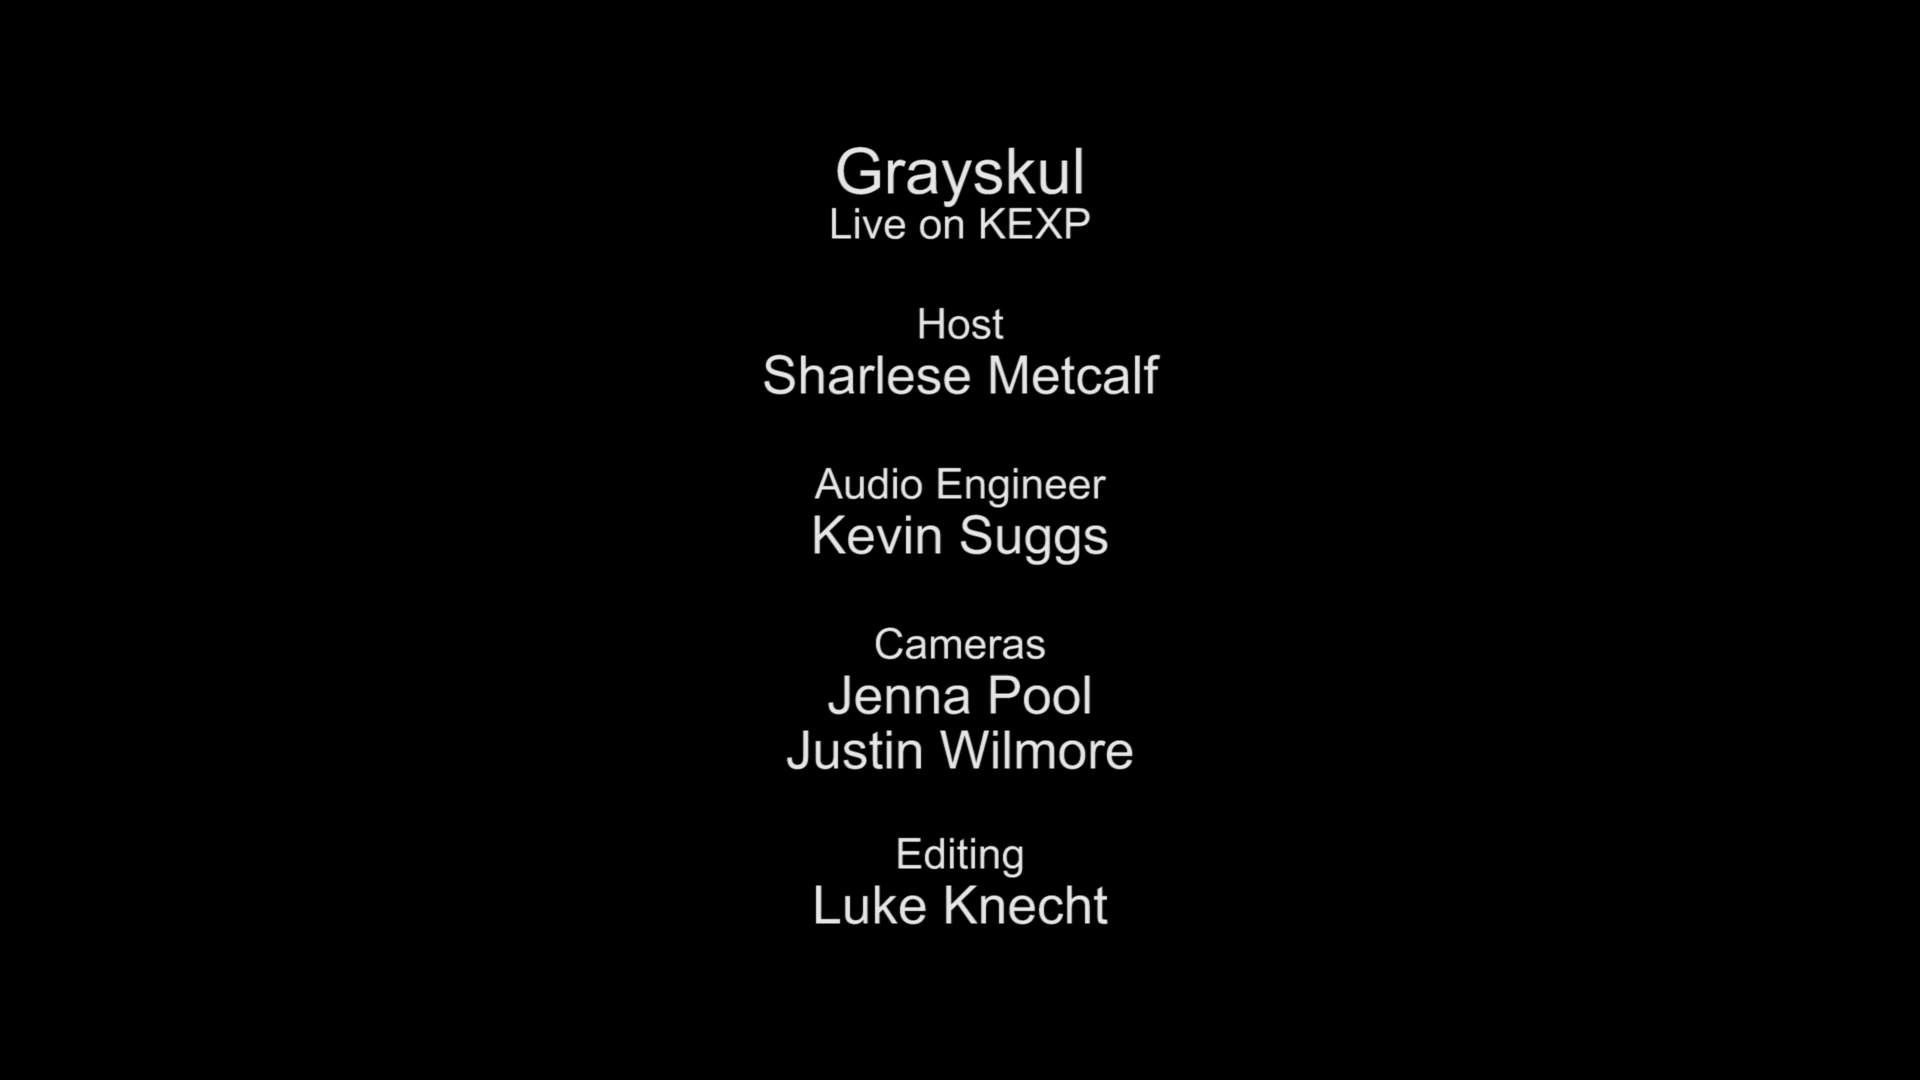 Grayskul
Live on KEXP
Host
Sharlese Metcalf
Audio Engineer
Kevin Suggs
Cameras
Jenna Pool
Justin Wilmore
Editing
Luke Knecht